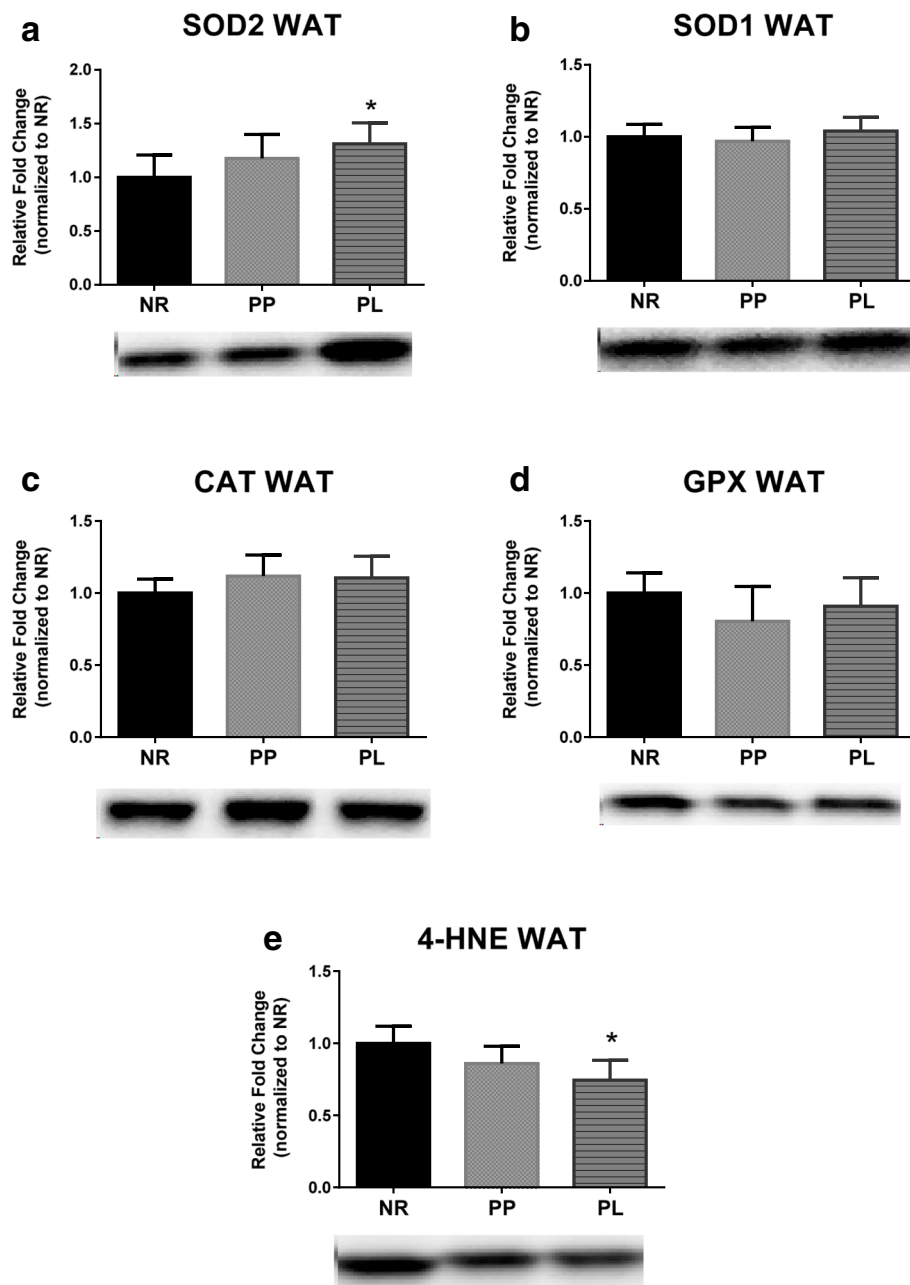 a
SOD2 WAT
Relative Fold Change
(normalized to NR)
2.0
1.5
1.0
0.5
0.0
*
NR PP PL
b
SOD1 WAT
Relative Fold Change
(normalized to NR)
1.5
1.0
0.5
0.0
NR PP PL
c
CAT WAT
Relative Fold Change
(normalized to NR)
1.5
1.0
0.5
0.0
NR PP PL
d
GPX WAT
Relative Fold Change
(normalized to NR)
1.5
1.0
0.5
0.0
NR PP PL
e
4-HNE WAT
Relative Fold Change
(normalized to NR)
1.5
1.0
0.5
0.0
*
NR PP PL